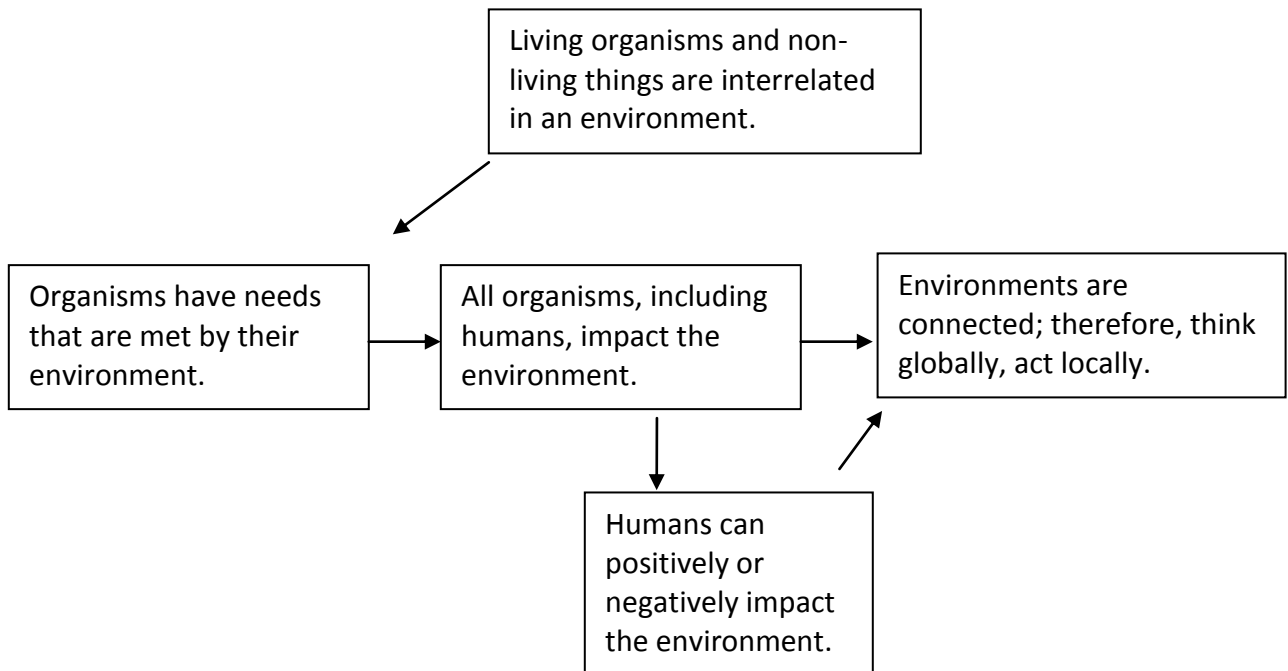 Living organisms and non-
living things are interrelated
in an environment.
Organisms have needs
that are met by their
environment.
All organisms, including
humans, impact the
environment.
Environments are
connected; therefore, think
globally, act locally.
Humans can
positively or
negatively impact
the environment.